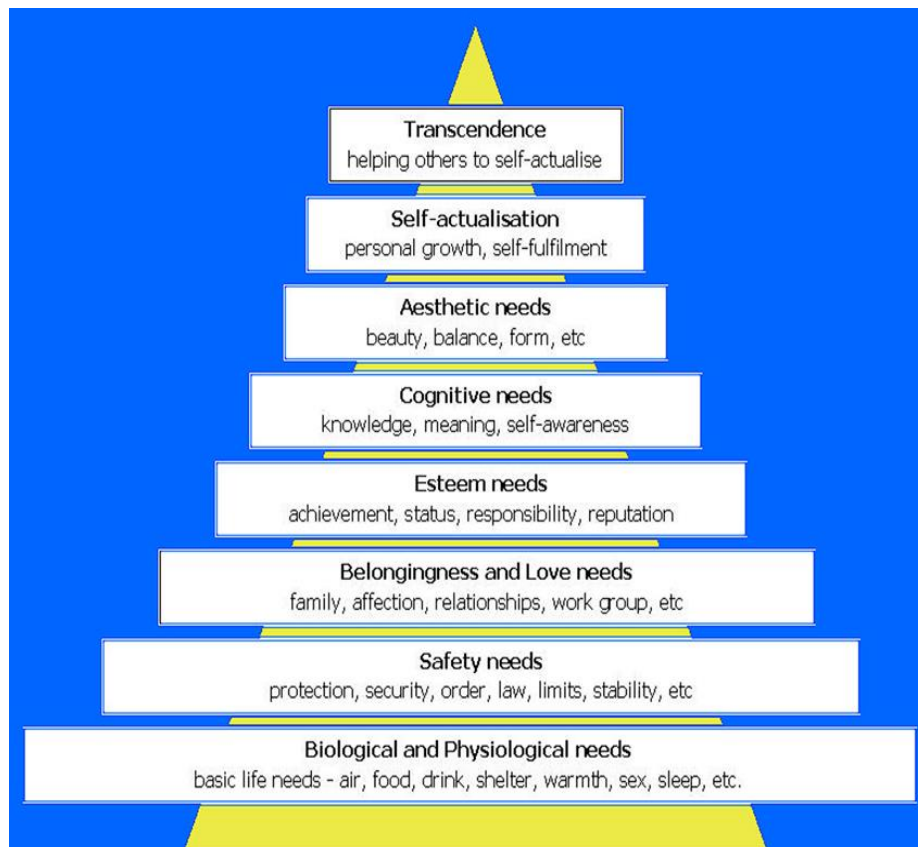 Transcendence
helping others to self-actualise
Self-actualisation
personal growth, self-fulfilment
Aesthetic needs
beauty, balance, form, etc
Cognitive needs
knowledge, meaning, self-awareness
Esteem needs
achievement, status, responsibility, reputation
Belongingness and Love needs
family, affection, relationships, work group, etc
Safety needs
protection, security, order, law, limits, stability, etc
Biological and Physiological needs
basic life needs - air, food, drink, shelter, warmth, sex, sleep, etc.